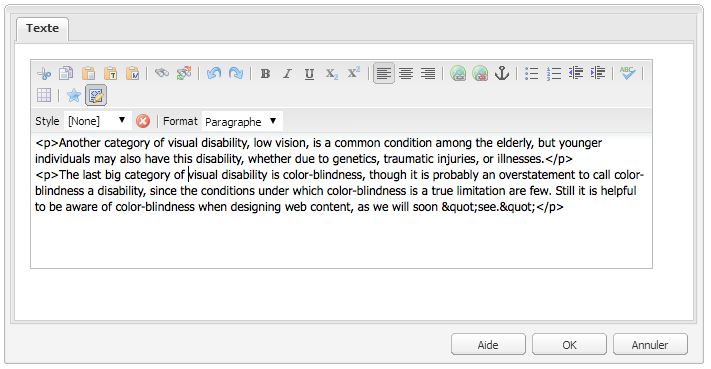 Texte
B I U X₂ X²
ABC
Style [None] Format Paragraphe
<p>Another category of visual disability, low vision, is a common condition among the elderly, but younger
individuals may also have this disability, whether due to genetics, traumatic injuries, or illnesses.</p>
<p>The last big category of visual disability is color-blindness, though it is probably an overstatement to call color-
blindness a disability, since the conditions under which color-blindness is a true limitation are few. Still it is helpful
to be aware of color-blindness when designing web content, as we will soon &quot;see.&quot;</p>
Aide OK Annuler